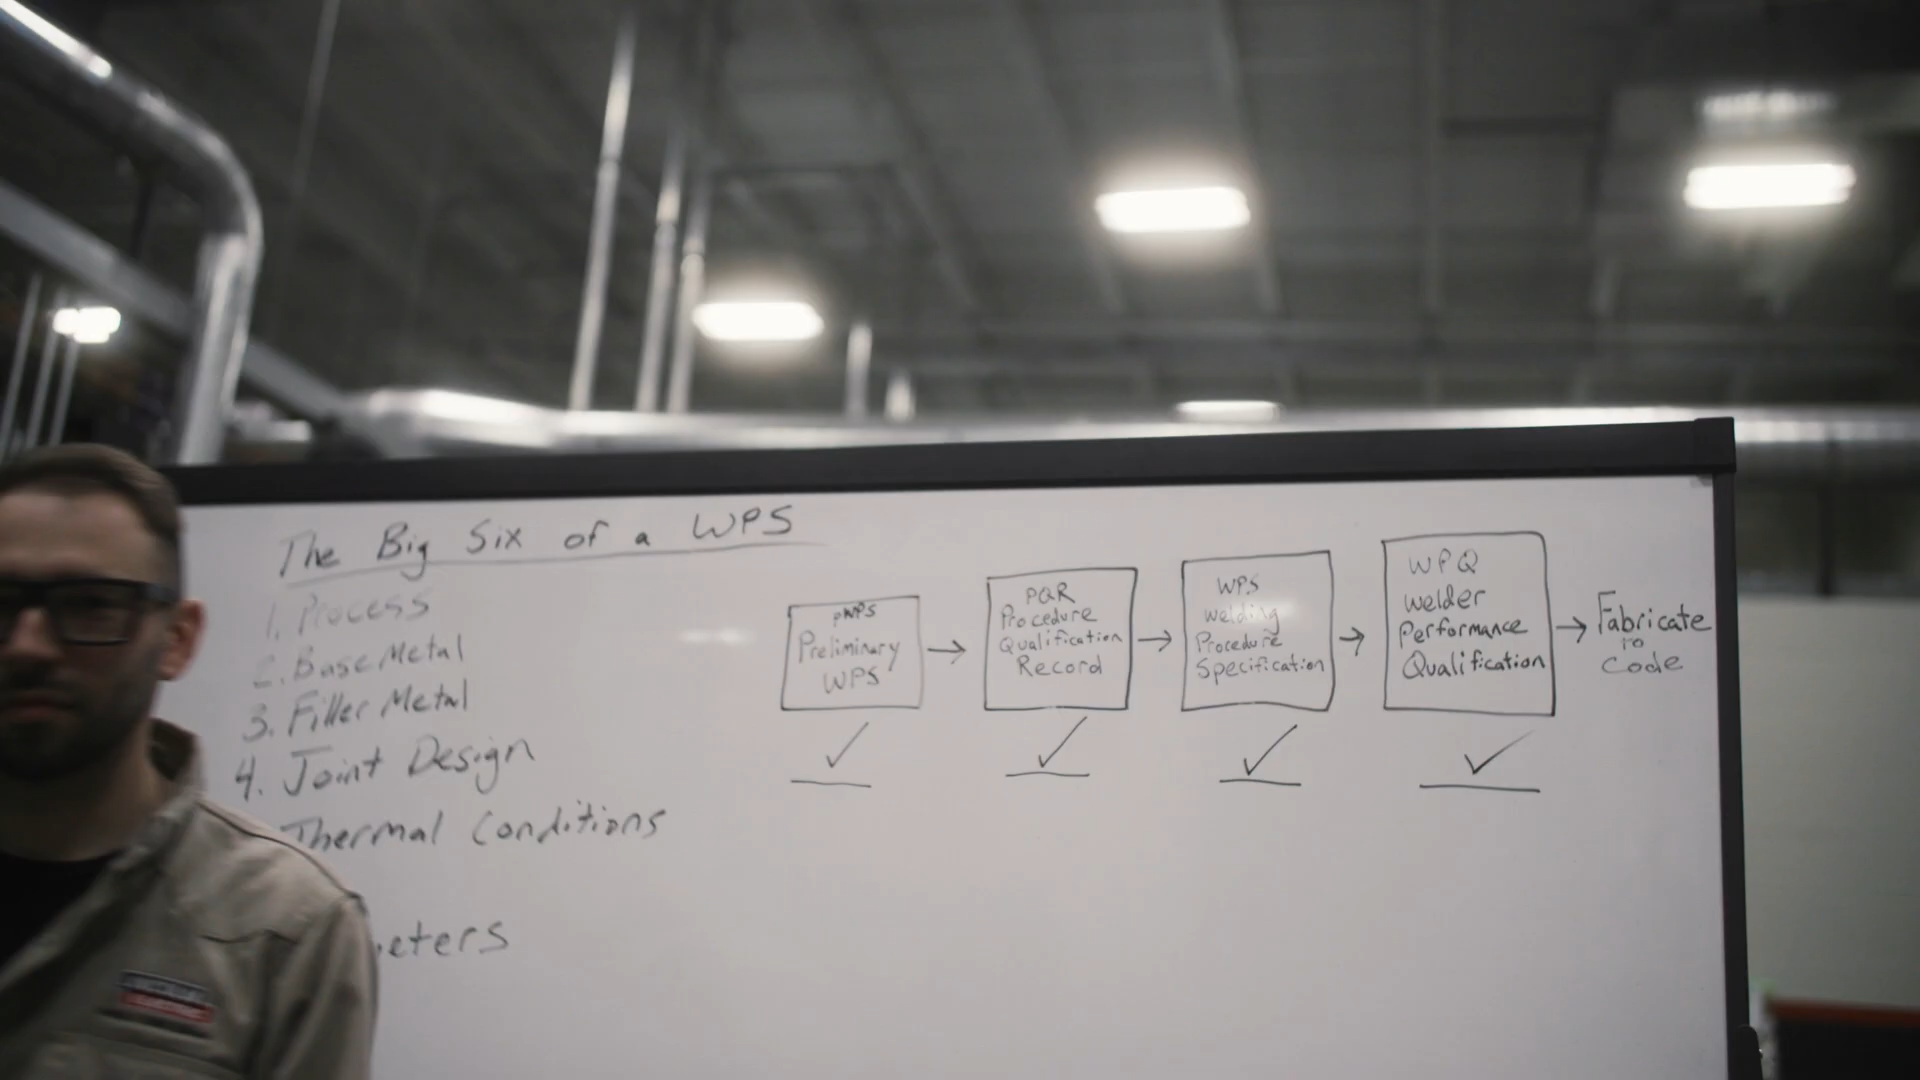 The Big Six of a WPS
1. Process
2. Base Metal
3. Filler Metal
4. Joint Design
Thermal Conditions
eters
pWPS
Preliminary
WPS
PQR
Procedure
Qualification
Record
WPS
Welding
Procedure
Specification
WPQ
Welder
Performance
Qualification
Fabricate
to
Code